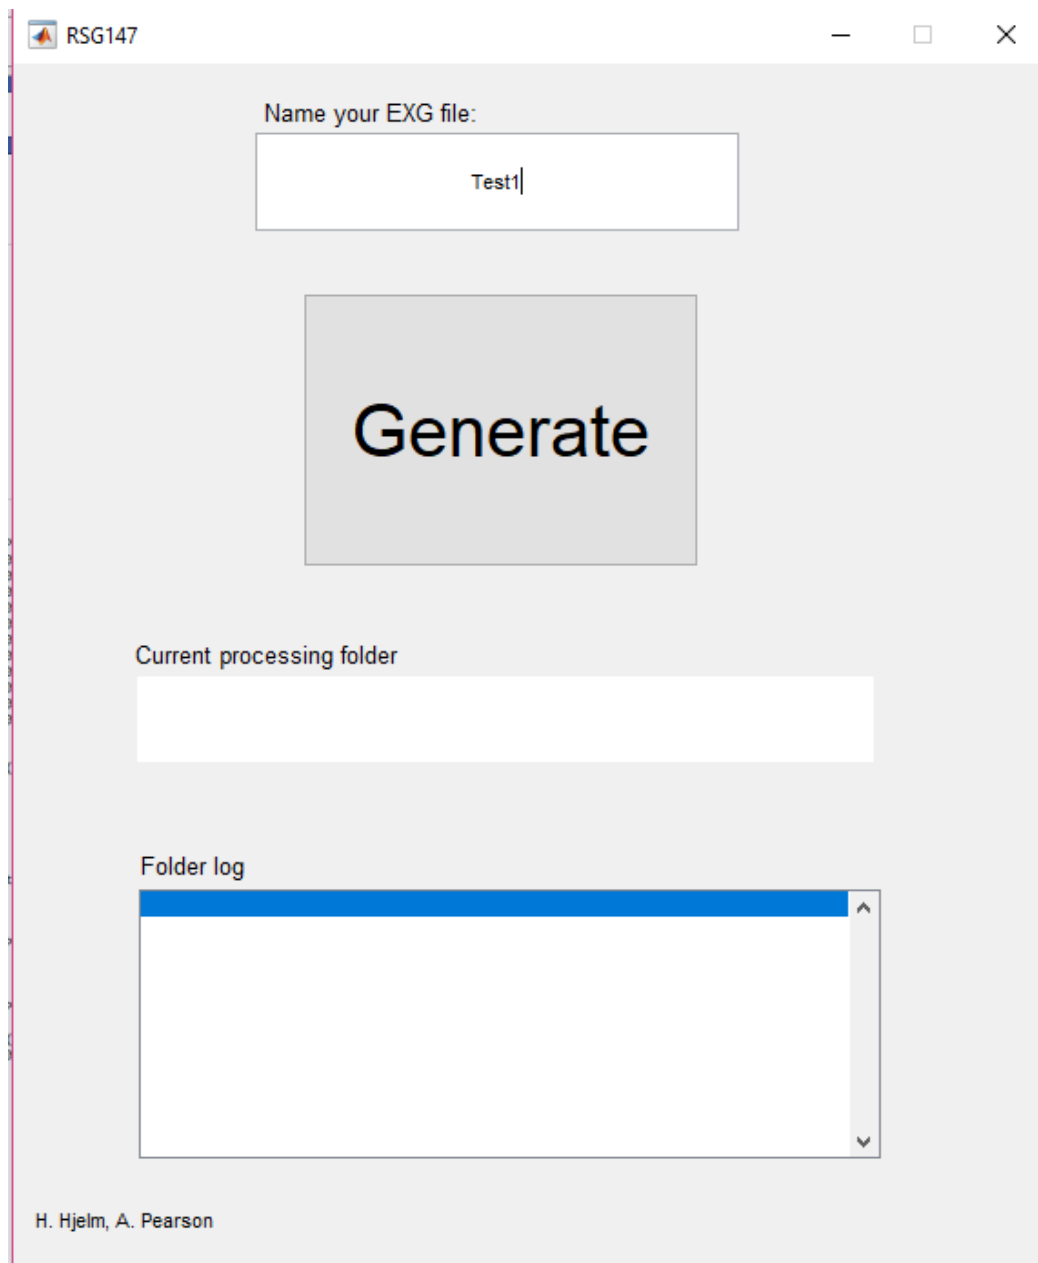 RSG147
Name your EXG file:
Test1
Generate
Current processing folder
Folder log
H. Hjelm, A. Pearson